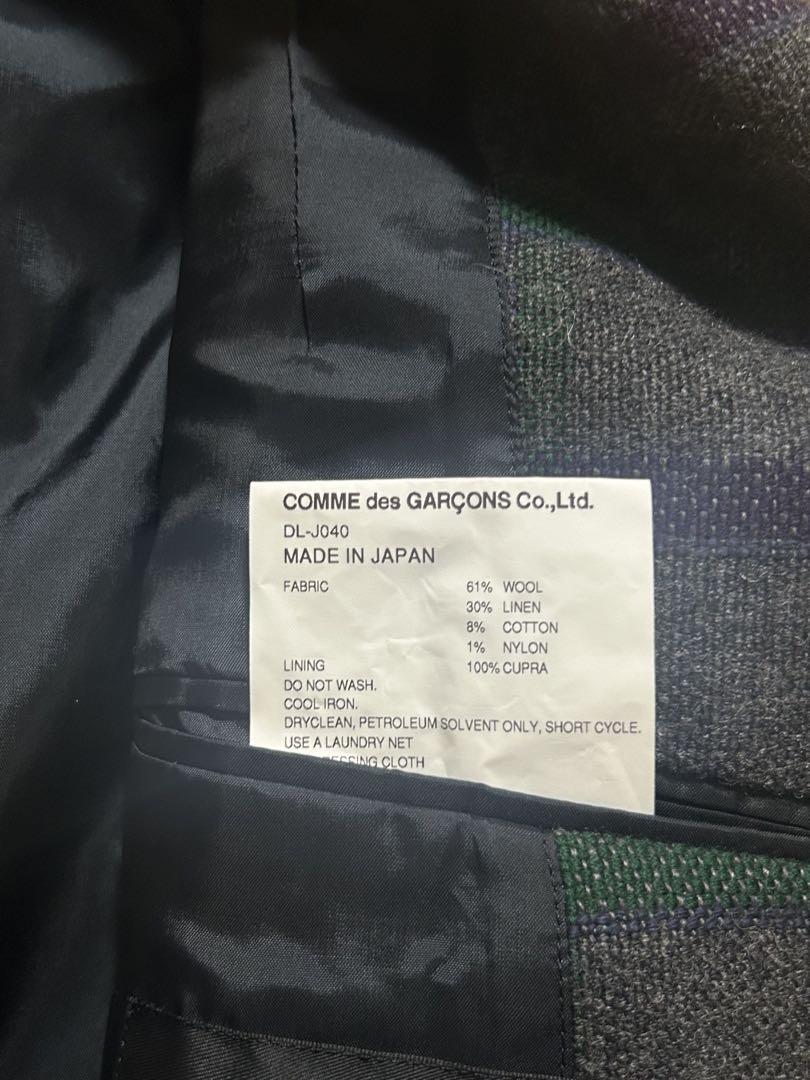 COMME des GARÇONS Co.,Ltd.
DL-J040
MADE IN JAPAN
FABRIC 61% WOOL
30% LINEN
8% COTTON
1% NYLON
LINING 100% CUPRA
DO NOT WASH.
COOL IRON.
DRYCLEAN, PETROLEUM SOLVENT ONLY, SHORT CYCLE.
USE A LAUNDRY NET
CLOTH